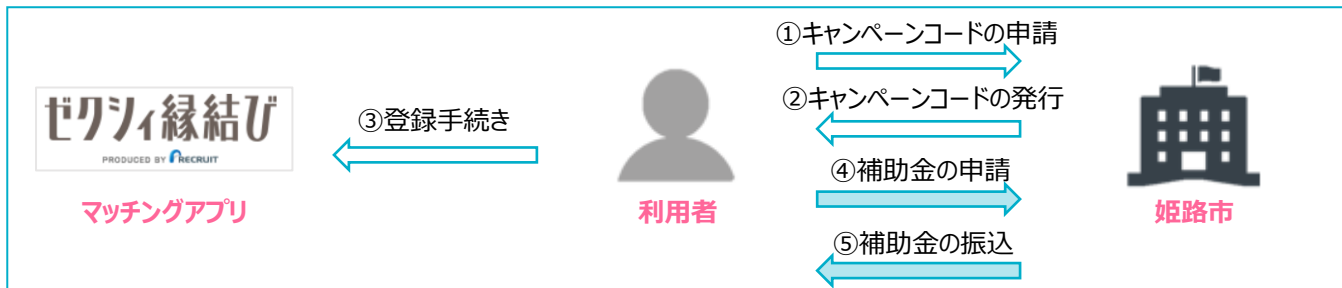 ①キャンペーンコードの申請
②キャンペーンコードの発行
ゼクシィ縁結び
PRODUCED BY RECRUIT
③登録手続き
④補助金の申請
マッチングアプリ
利用者
姫路市
⑤補助金の振込